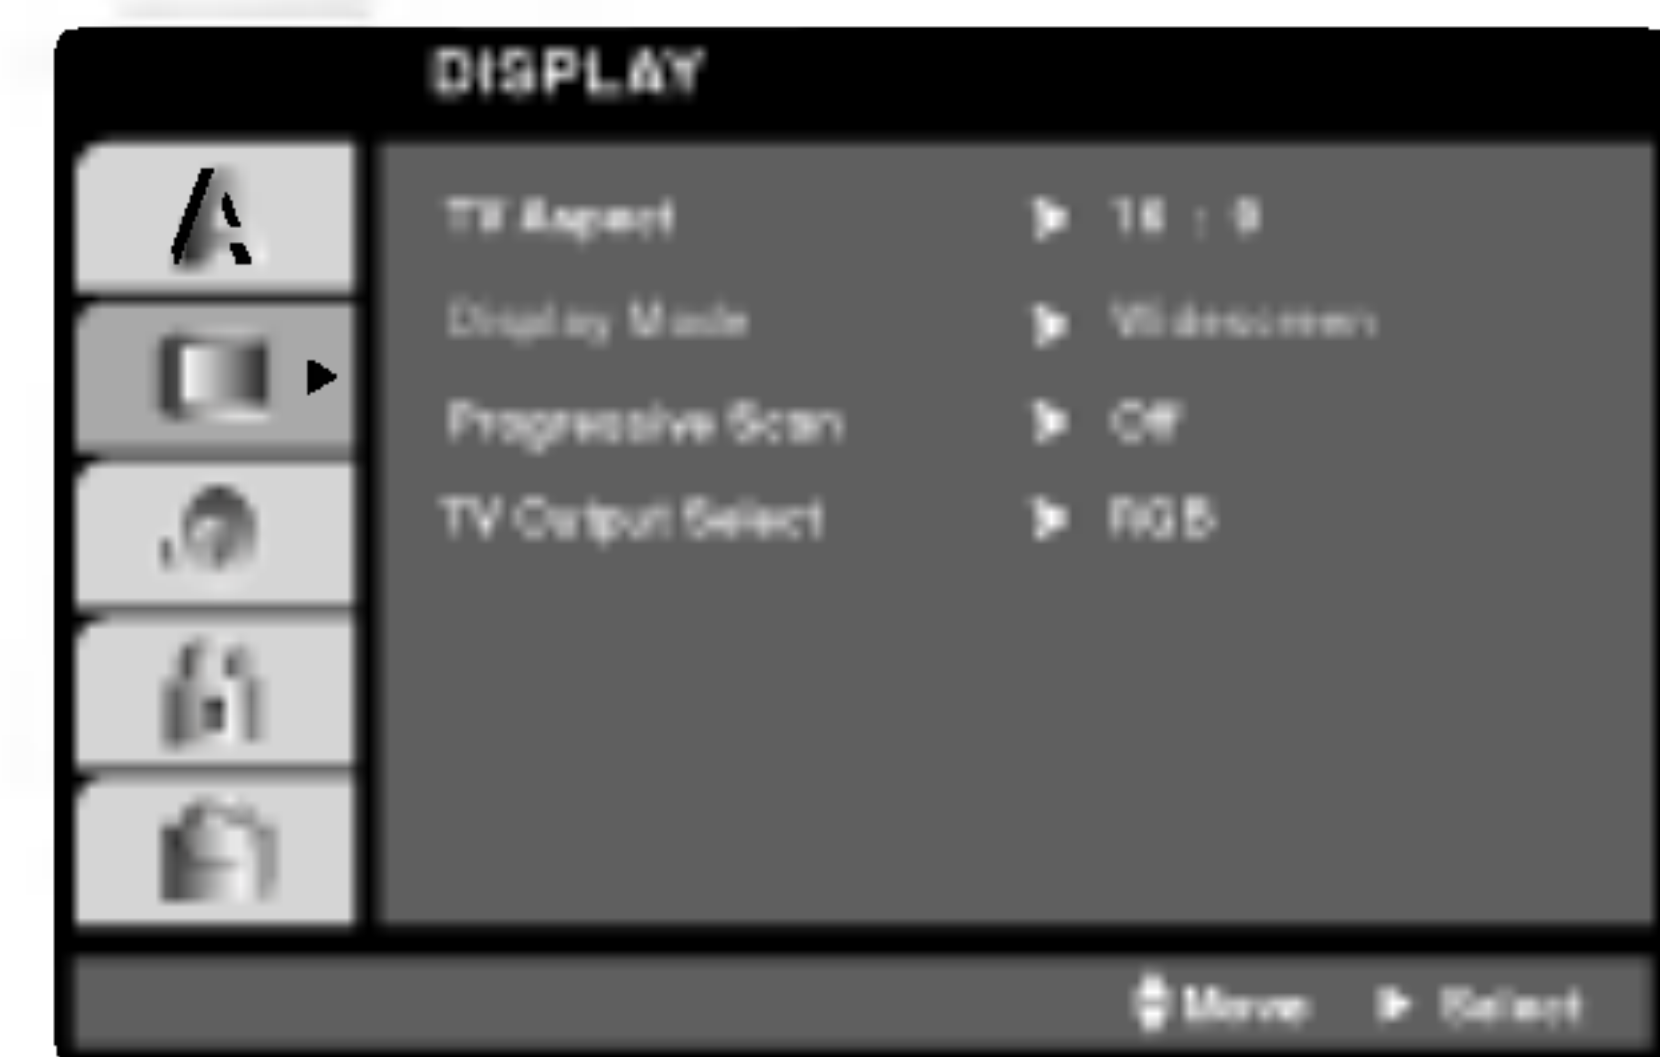 DISPLAY
A
TV Aspect 16 : 9
Display Mode Widescreen
Progressive Scan Off
TV Output Select RGB
Move Select